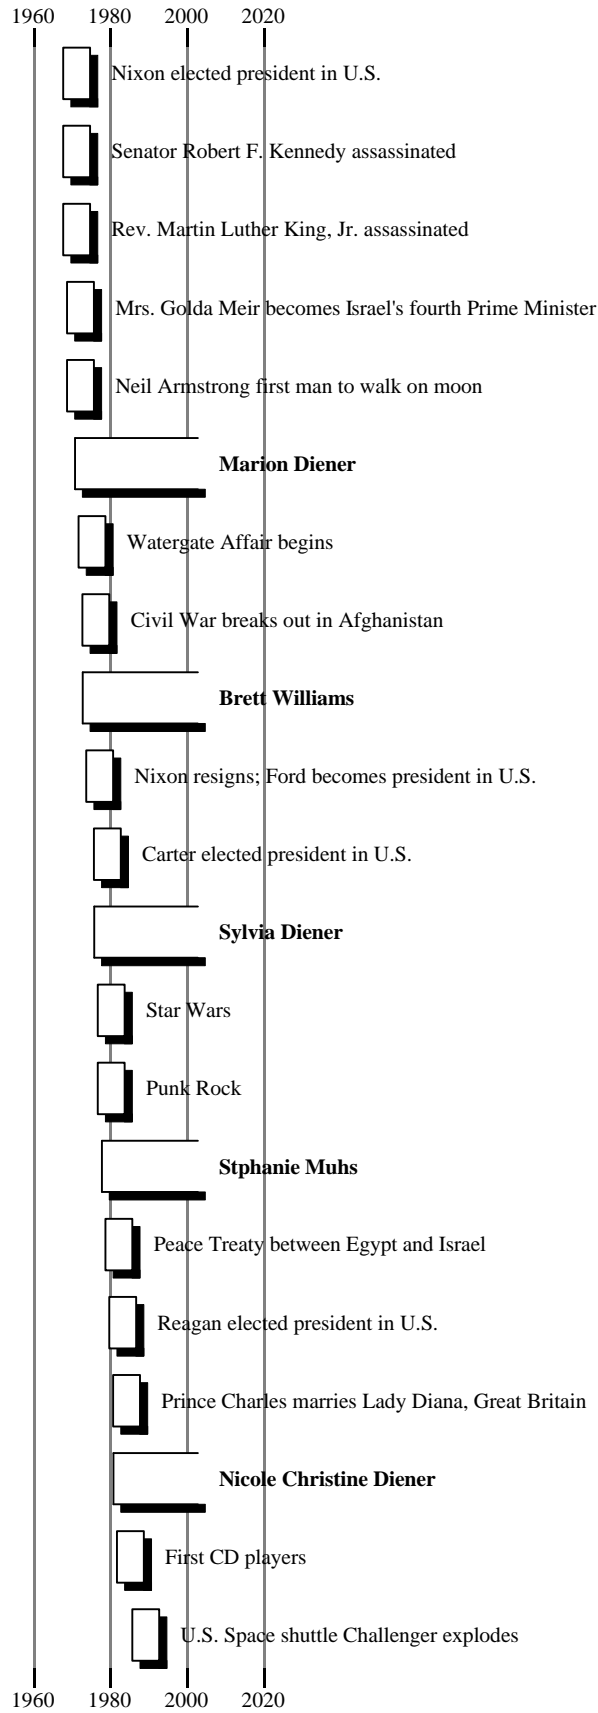 1960 1980 2000 2020
Nixon elected president in U.S.
Senator Robert F. Kennedy assassinated
Rev. Martin Luther King, Jr. assassinated
Mrs. Golda Meir becomes Israel's fourth Prime Minister
Neil Armstrong first man to walk on moon
Marion Diener
Watergate Affair begins
Civil War breaks out in Afghanistan
Brett Williams
Nixon resigns; Ford becomes president in U.S.
Carter elected president in U.S.
Sylvia Diener
Star Wars
Punk Rock
Stphanie Muhs
Peace Treaty between Egypt and Israel
Reagan elected president in U.S.
Prince Charles marries Lady Diana, Great Britain
Nicole Christine Diener
First CD players
U.S. Space shuttle Challenger explodes
1960 1980 2000 2020